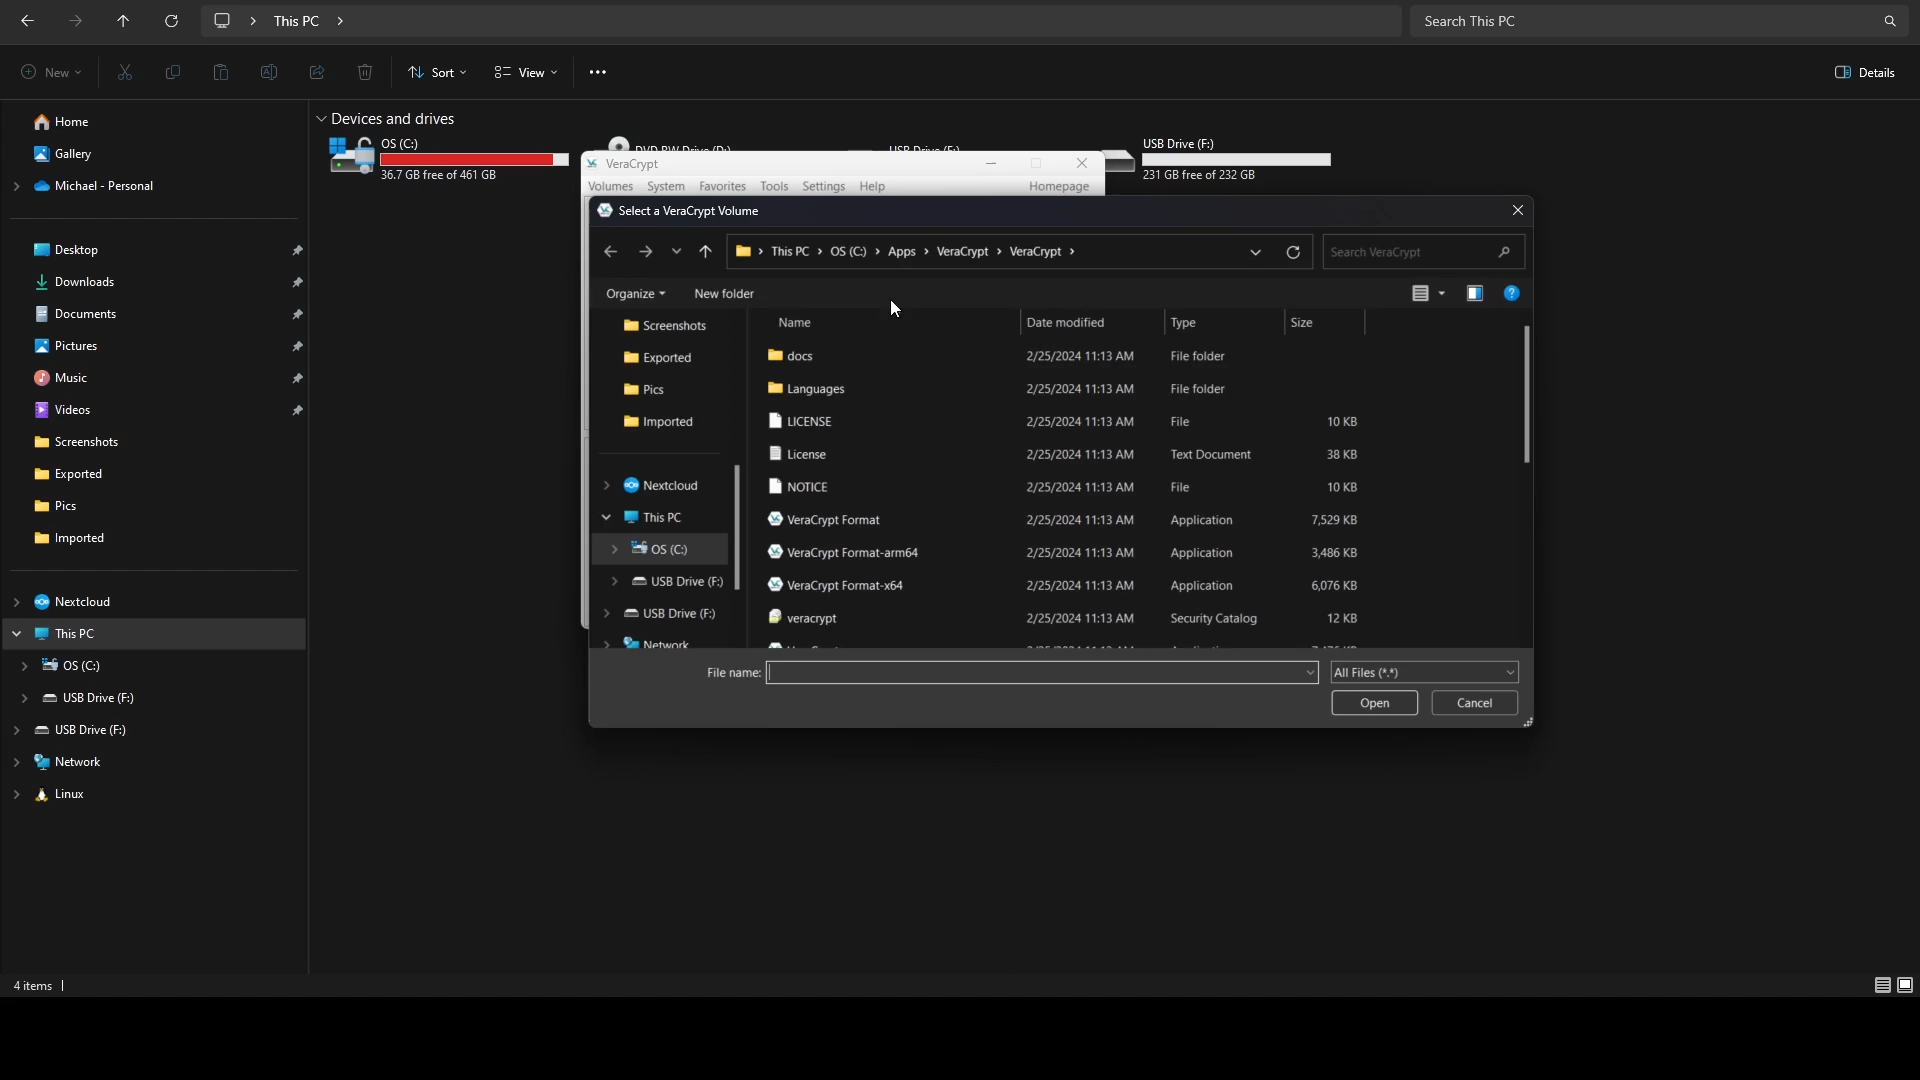 This PC
Search This PC
New
Sort
View
Details
Home
Gallery
Michael - Personal
Desktop
Downloads
Documents
Pictures
Music
Videos
Screenshots
Exported
Pics
Imported
Nextcloud
This PC
OS (C:)
USB Drive (F:)
USB Drive (F:)
Network
Linux
Devices and drives
OS (C:)
36.7 GB free of 461 GB
DVD RW Drive (D:)
USB Drive (F:)
USB Drive (F:)
231 GB free of 232 GB
VeraCrypt
Volumes System Favorites Tools Settings Help Homepage
Select a VeraCrypt Volume
This PC > OS (C:) > Apps > VeraCrypt > VeraCrypt >
Search VeraCrypt
Organize New folder
Screenshots
Exported
Pics
Imported
Nextcloud
This PC
OS (C:)
USB Drive (F:)
USB Drive (F:)
Network
Name Date modified Type Size
docs 2/25/2024 11:13 AM File folder
Languages 2/25/2024 11:13 AM File folder
LICENSE 2/25/2024 11:13 AM File 10 KB
License 2/25/2024 11:13 AM Text Document 38 KB
NOTICE 2/25/2024 11:13 AM File 10 KB
VeraCrypt Format 2/25/2024 11:13 AM Application 7,529 KB
VeraCrypt Format-arm64 2/25/2024 11:13 AM Application 3,486 KB
VeraCrypt Format-x64 2/25/2024 11:13 AM Application 6,076 KB
veracrypt 2/25/2024 11:13 AM Security Catalog 12 KB
File name:
All Files (*.*)
Open Cancel
4 items